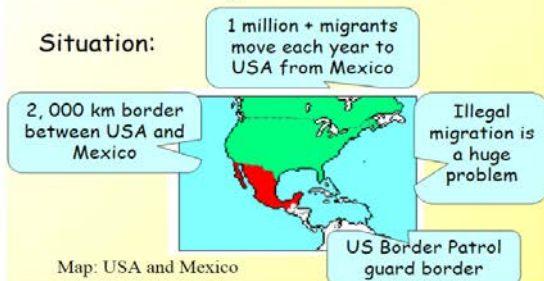 Situation:
1 million + migrants
move each year to
USA from Mexico
2, 000 km border
between USA and
Mexico
Illegal
migration is
a huge
problem
US Border Patrol
guard border
Map: USA and Mexico